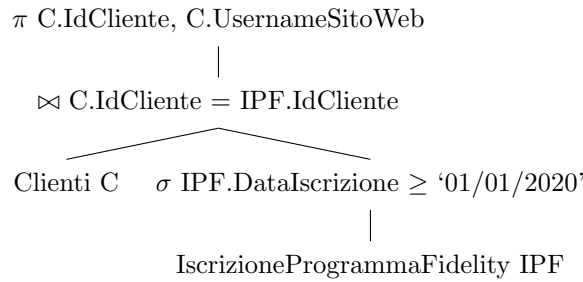 π C.IdCliente, C.UsernameSitoWeb
⋈ C.IdCliente = IPF.IdCliente
Clienti C σ IPF.DataIscrizione ≥ ‘01/01/2020’
IscrizioneProgrammaFidelity IPF